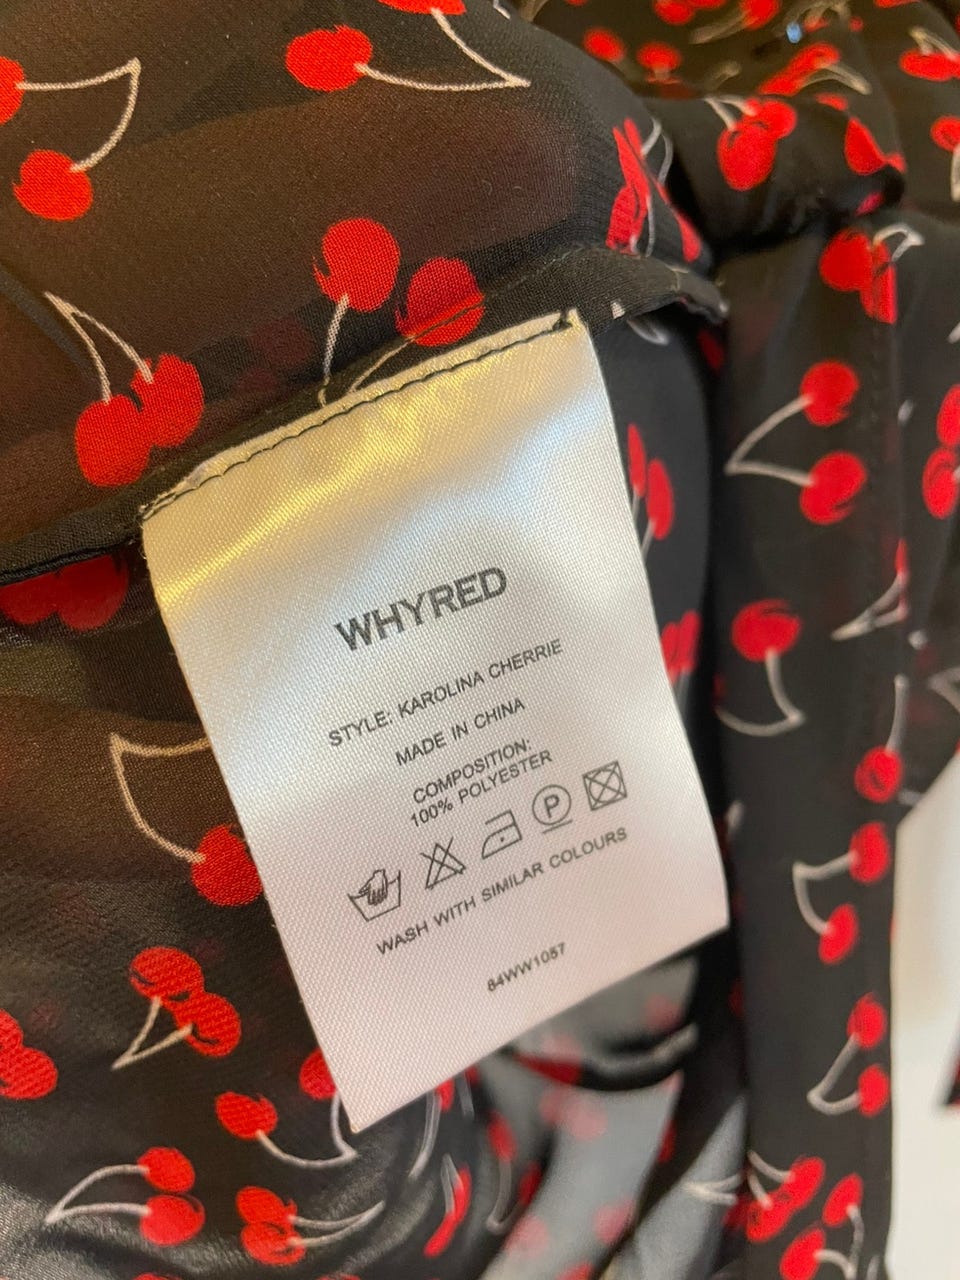 WHYRED
STYLE: KAROLINA CHERRIE
MADE IN CHINA
COMPOSITION:
100% POLYESTER
P
WASH WITH SIMILAR COLOURS
84WW1057